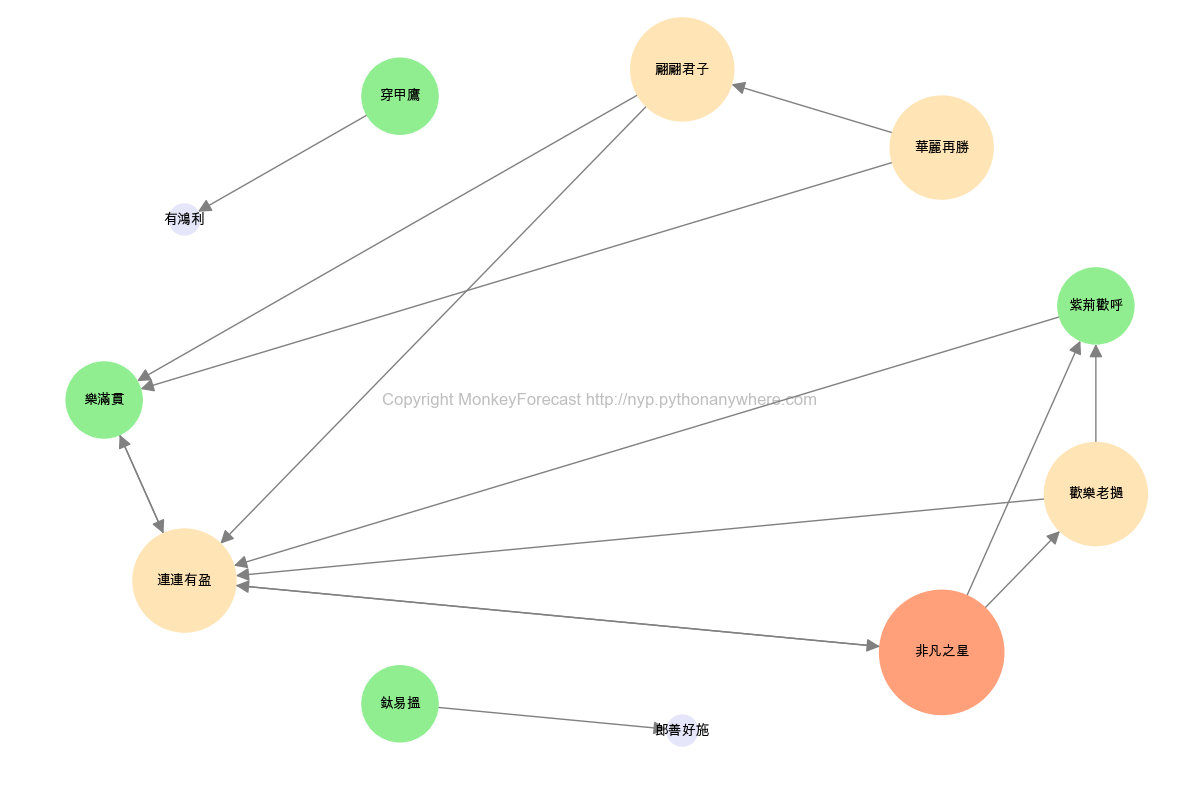 翩翩君子
穿甲鷹
華麗再勝
有鴻利
紫荊歡呼
樂滿貫
Copyright MonkeyForecast http://nyp.pythonanywhere.com
歡樂老撾
連連有盈
非凡之星
鈦易搵
郎善好施